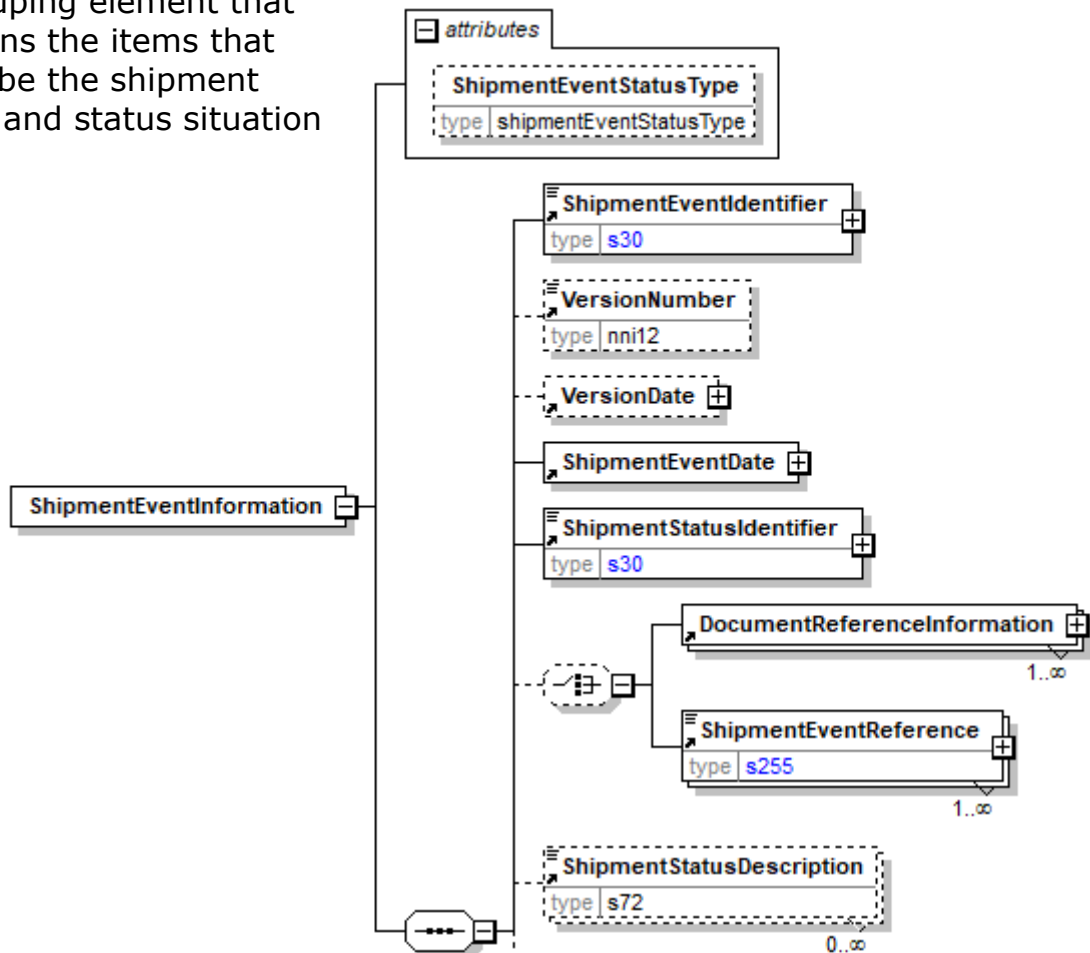 uping element that
ns the items that
be the shipment
and status situation
attributes
ShipmentEventStatusType
type shipmentEventStatusType
ShipmentEventIdentifier
type s30
VersionNumber
type nni12
VersionDate
ShipmentEventDate
ShipmentEventInformation
ShipmentStatusIdentifier
type s30
DocumentReferenceInformation
1..∞
ShipmentEventReference
type s255
1..∞
ShipmentStatusDescription
type s72
0..∞